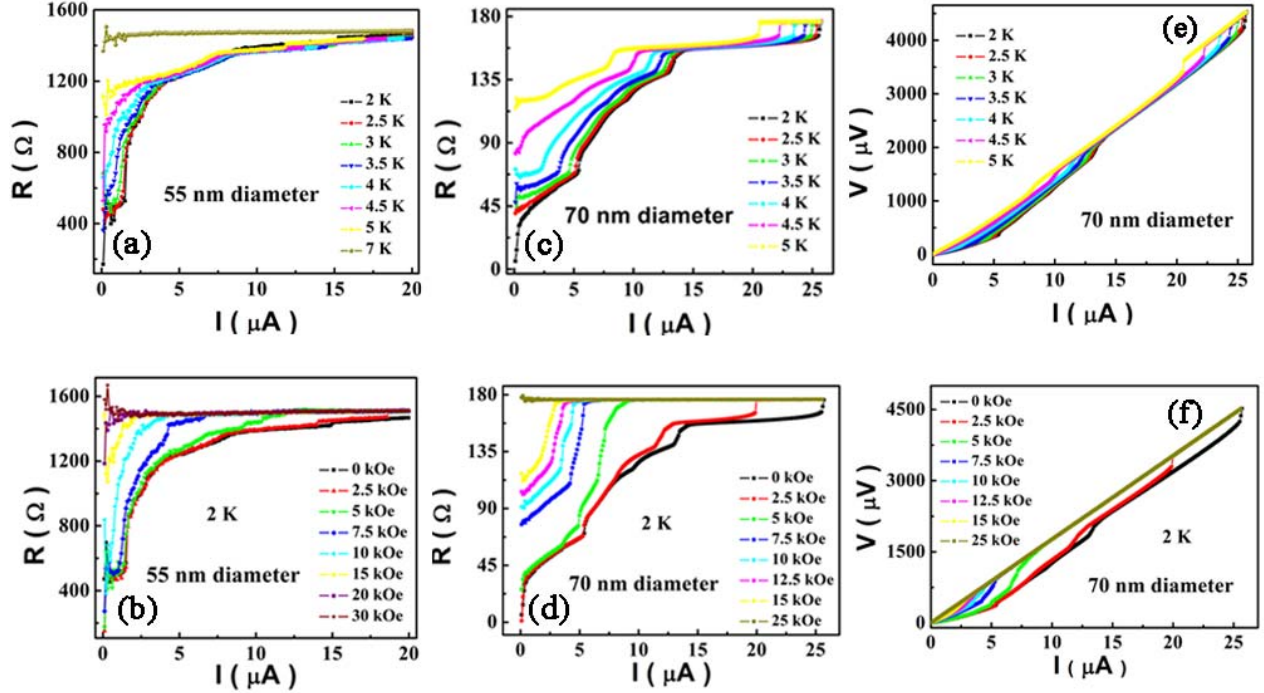 1600
1200
800
400
R ( Ω )
2 K
2.5 K
3 K
3.5 K
4 K
4.5 K
5 K
7 K
55 nm diameter
(a)
0 5 10 15 20
I ( μA )
180
135
90
45
0
R ( Ω )
2 K
2.5 K
3 K
3.5 K
4 K
4.5 K
5 K
70 nm diameter
(c)
0 5 10 15 20 25
I ( μA )
(e)
4500
3000
1500
0
V ( μV )
2 K
2.5 K
3 K
3.5 K
4 K
4.5 K
5 K
70 nm diameter
0 5 10 15 20 25
I ( μA )
1600
1200
800
400
R ( Ω )
0 kOe
2.5 kOe
5 kOe
7.5 kOe
10 kOe
15 kOe
20 kOe
30 kOe
2 K
55 nm diameter
(b)
0 5 10 15 20
I ( μA )
180
135
90
45
0
R ( Ω )
0 kOe
2.5 kOe
5 kOe
7.5 kOe
10 kOe
12.5 kOe
15 kOe
25 kOe
2 K
70 nm diameter
(d)
0 5 10 15 20 25
I ( μA )
(f)
4500
3000
1500
0
V ( μV )
0 kOe
2.5 kOe
5 kOe
7.5 kOe
10 kOe
12.5 kOe
15 kOe
25 kOe
2 K
70 nm diameter
0 5 10 15 20 25
I ( μA )